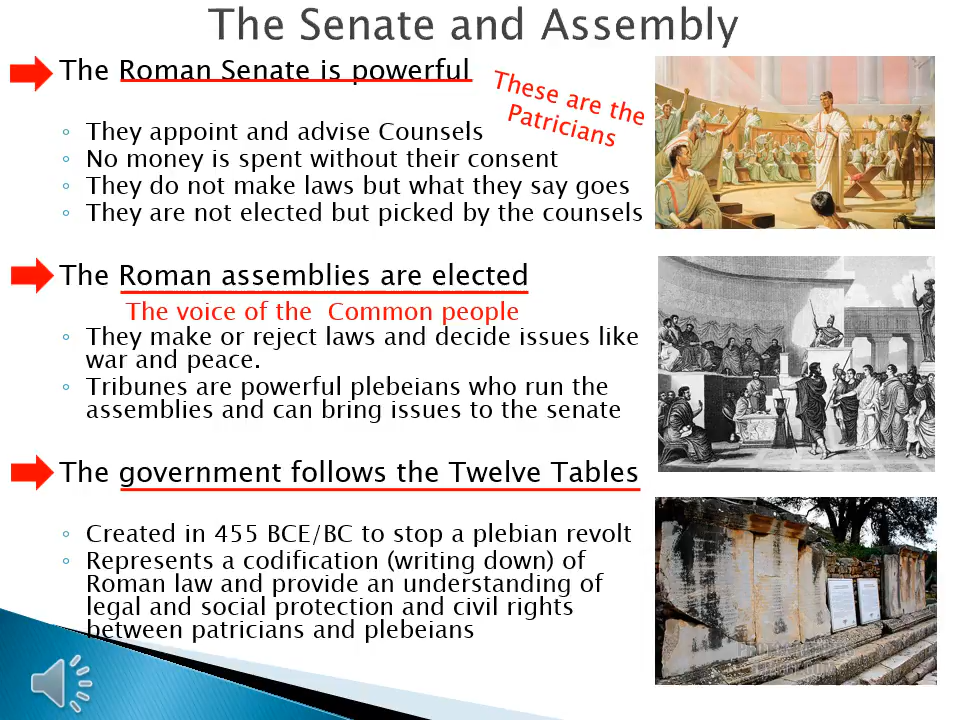 The Senate and Assembly
The Roman Senate is powerful
These are the
Patricians
◦ They appoint and advise Counsels
◦ No money is spent without their consent
◦ They do not make laws but what they say goes
◦ They are not elected but picked by the counsels
The Roman assemblies are elected
The voice of the Common people
◦ They make or reject laws and decide issues like
war and peace.
◦ Tribunes are powerful plebeians who run the
assemblies and can bring issues to the senate
The government follows the Twelve Tables
◦ Created in 455 BCE/BC to stop a plebian revolt
◦ Represents a codification (writing down) of
Roman law and provide an understanding of
legal and social protection and civil rights
between patricians and plebeians